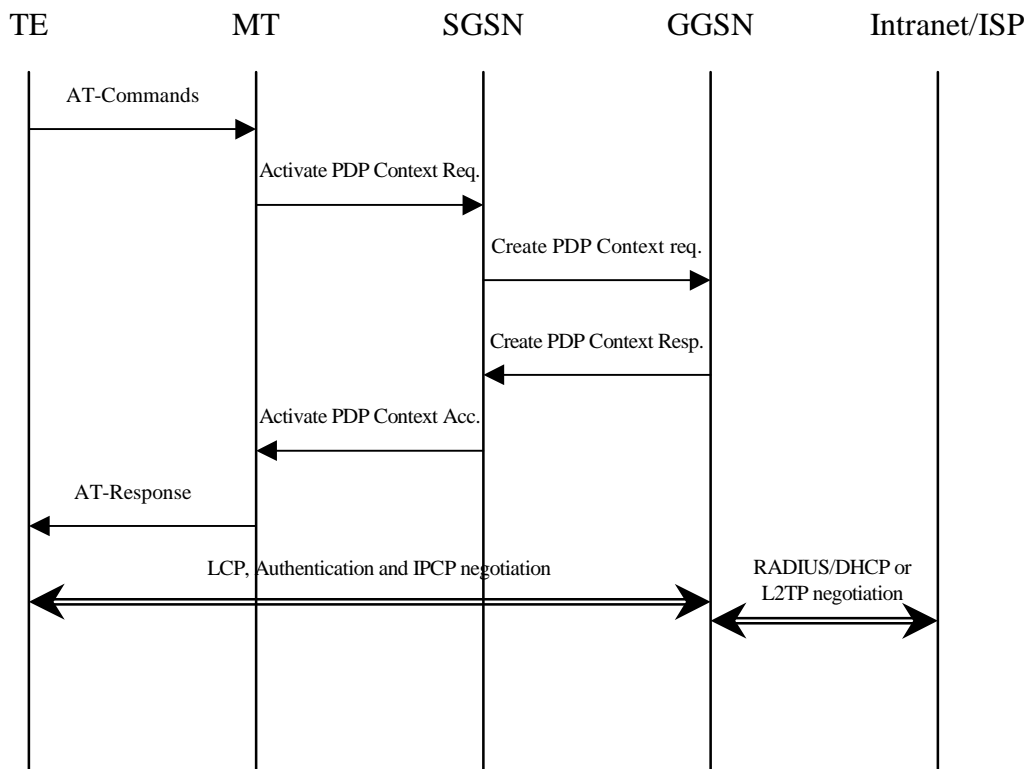 TE
MT
SGSN
GGSN
Intranet/ISP
AT-Commands
Activate PDP Context Req.
Create PDP Context req.
Create PDP Context Resp.
Activate PDP Context Acc.
AT-Response
LCP, Authentication and IPCP negotiation
RADIUS/DHCP or
L2TP negotiation